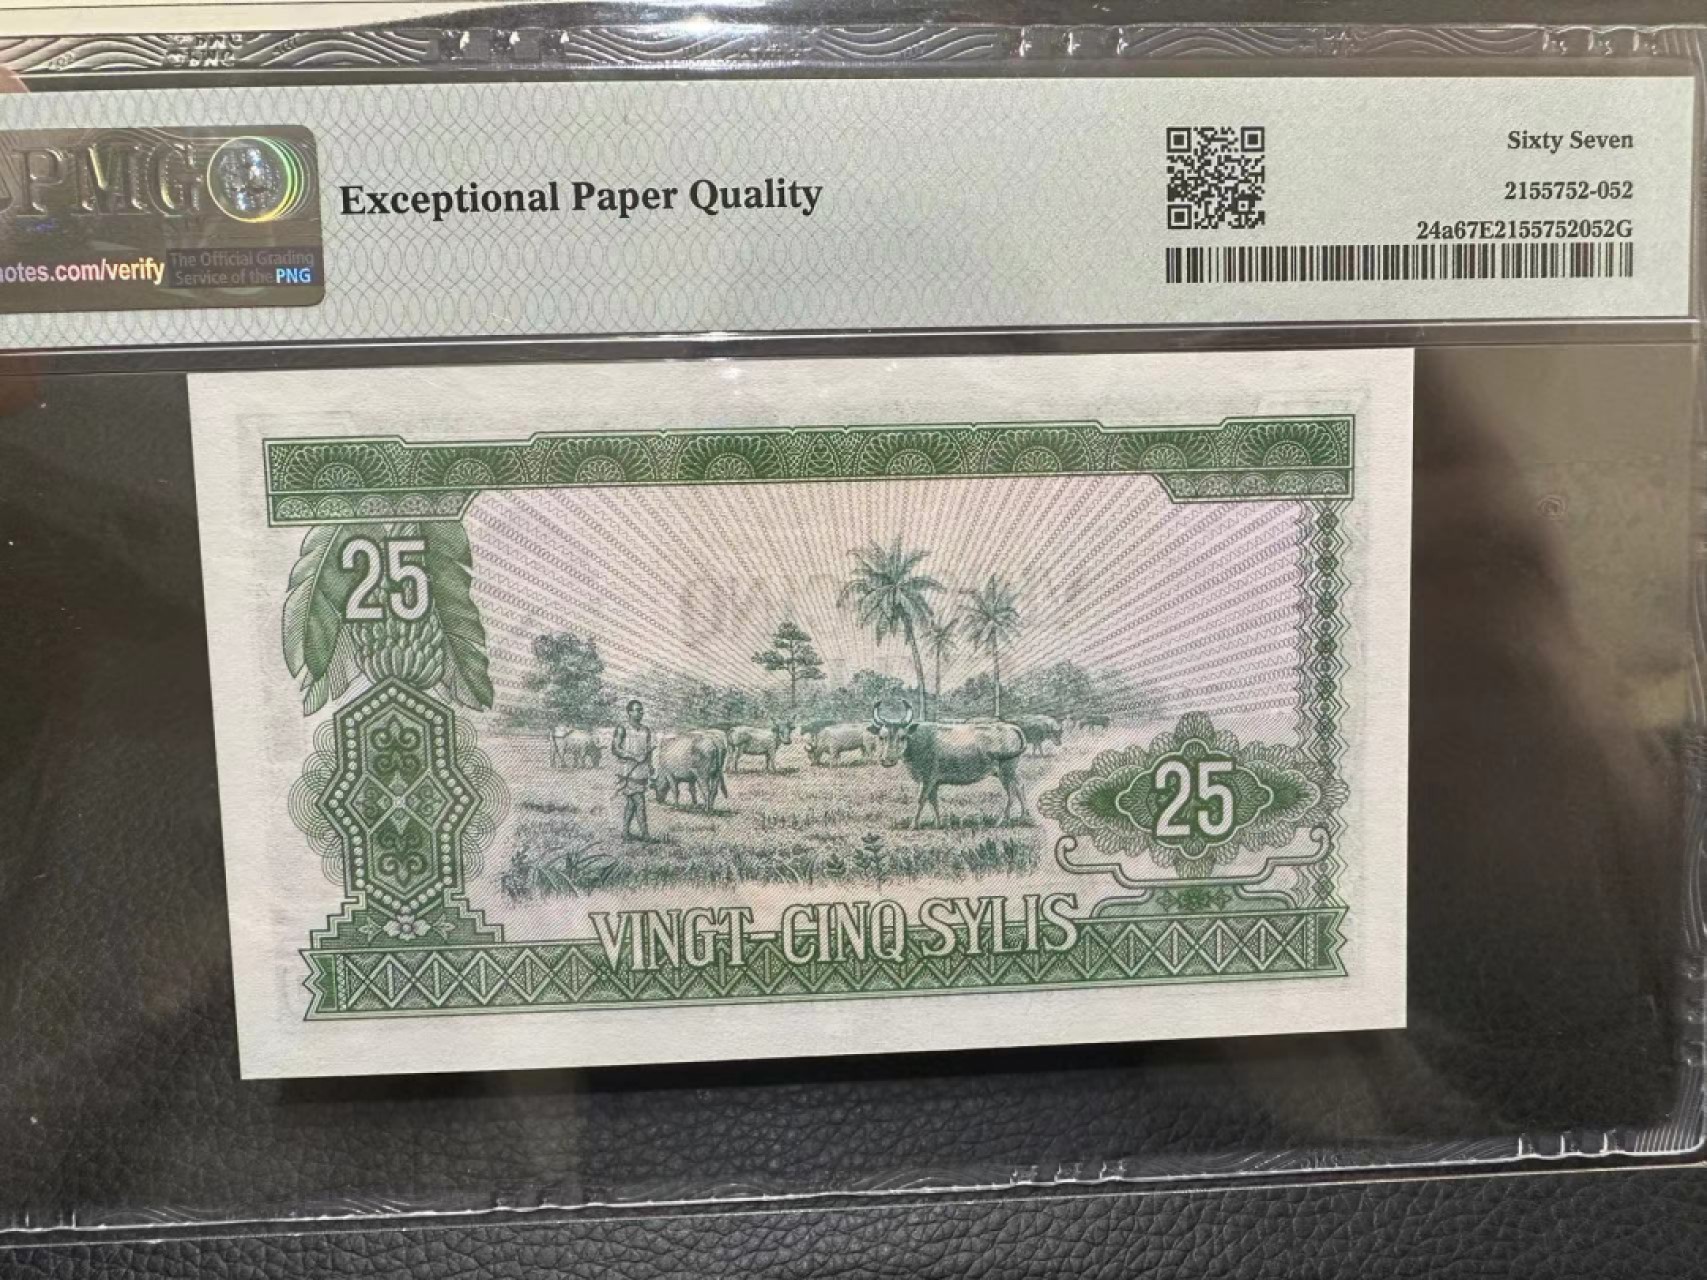 PMG
notes.com/verify
The Official Grading
Service of the PNG
Exceptional Paper Quality
Sixty Seven
2155752-052
24a67E2155752052G
25
25
VINGT-CINQ SYLIS